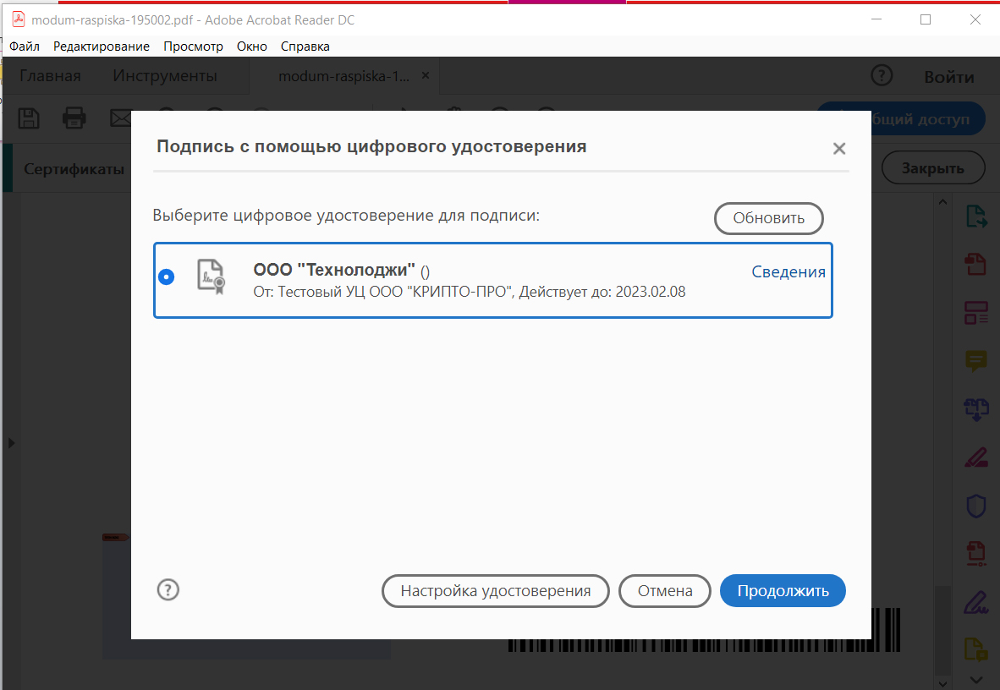 modum-raspiska-195002.pdf - Adobe Acrobat Reader DC
Файл Редактирование Просмотр Окно Справка
Главная Инструменты modum-raspiska-1... × ? Войти
бщий доступ
Сертификаты Закрыть
Подпись с помощью цифрового удостоверения
Выберите цифровое удостоверение для подписи: Обновить
ООО "Технолоджи" () Сведения
От: Тестовый УЦ ООО "КРИПТО-ПРО", Действует до: 2023.02.08
? Настройка удостоверения Отмена Продолжить